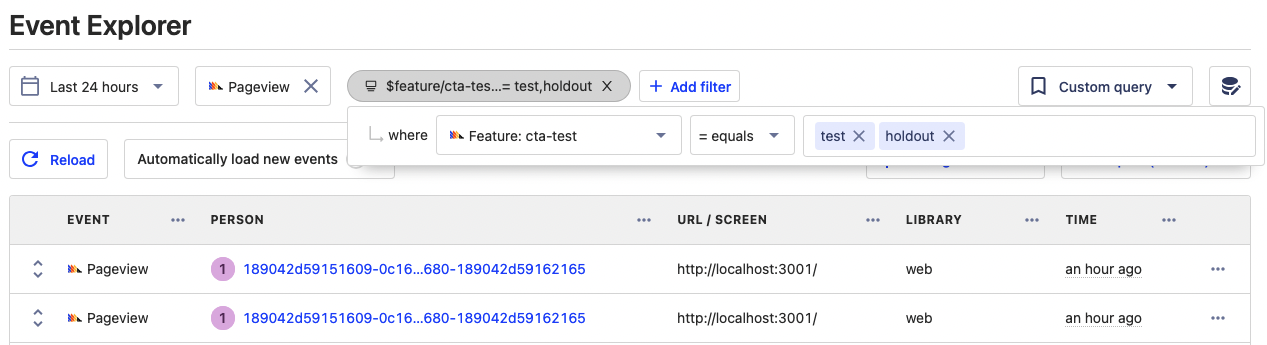 Event Explorer
Last 24 hours Pageview $feature/cta-tes...= test,holdout Add filter Custom query
where Feature: cta-test = equals test holdout
Reload Automatically load new events
EVENT PERSON URL / SCREEN LIBRARY TIME
Pageview 1 189042d59151609-0c16...680-189042d59162165 http://localhost:3001/ web an hour ago
Pageview 1 189042d59151609-0c16...680-189042d59162165 http://localhost:3001/ web an hour ago